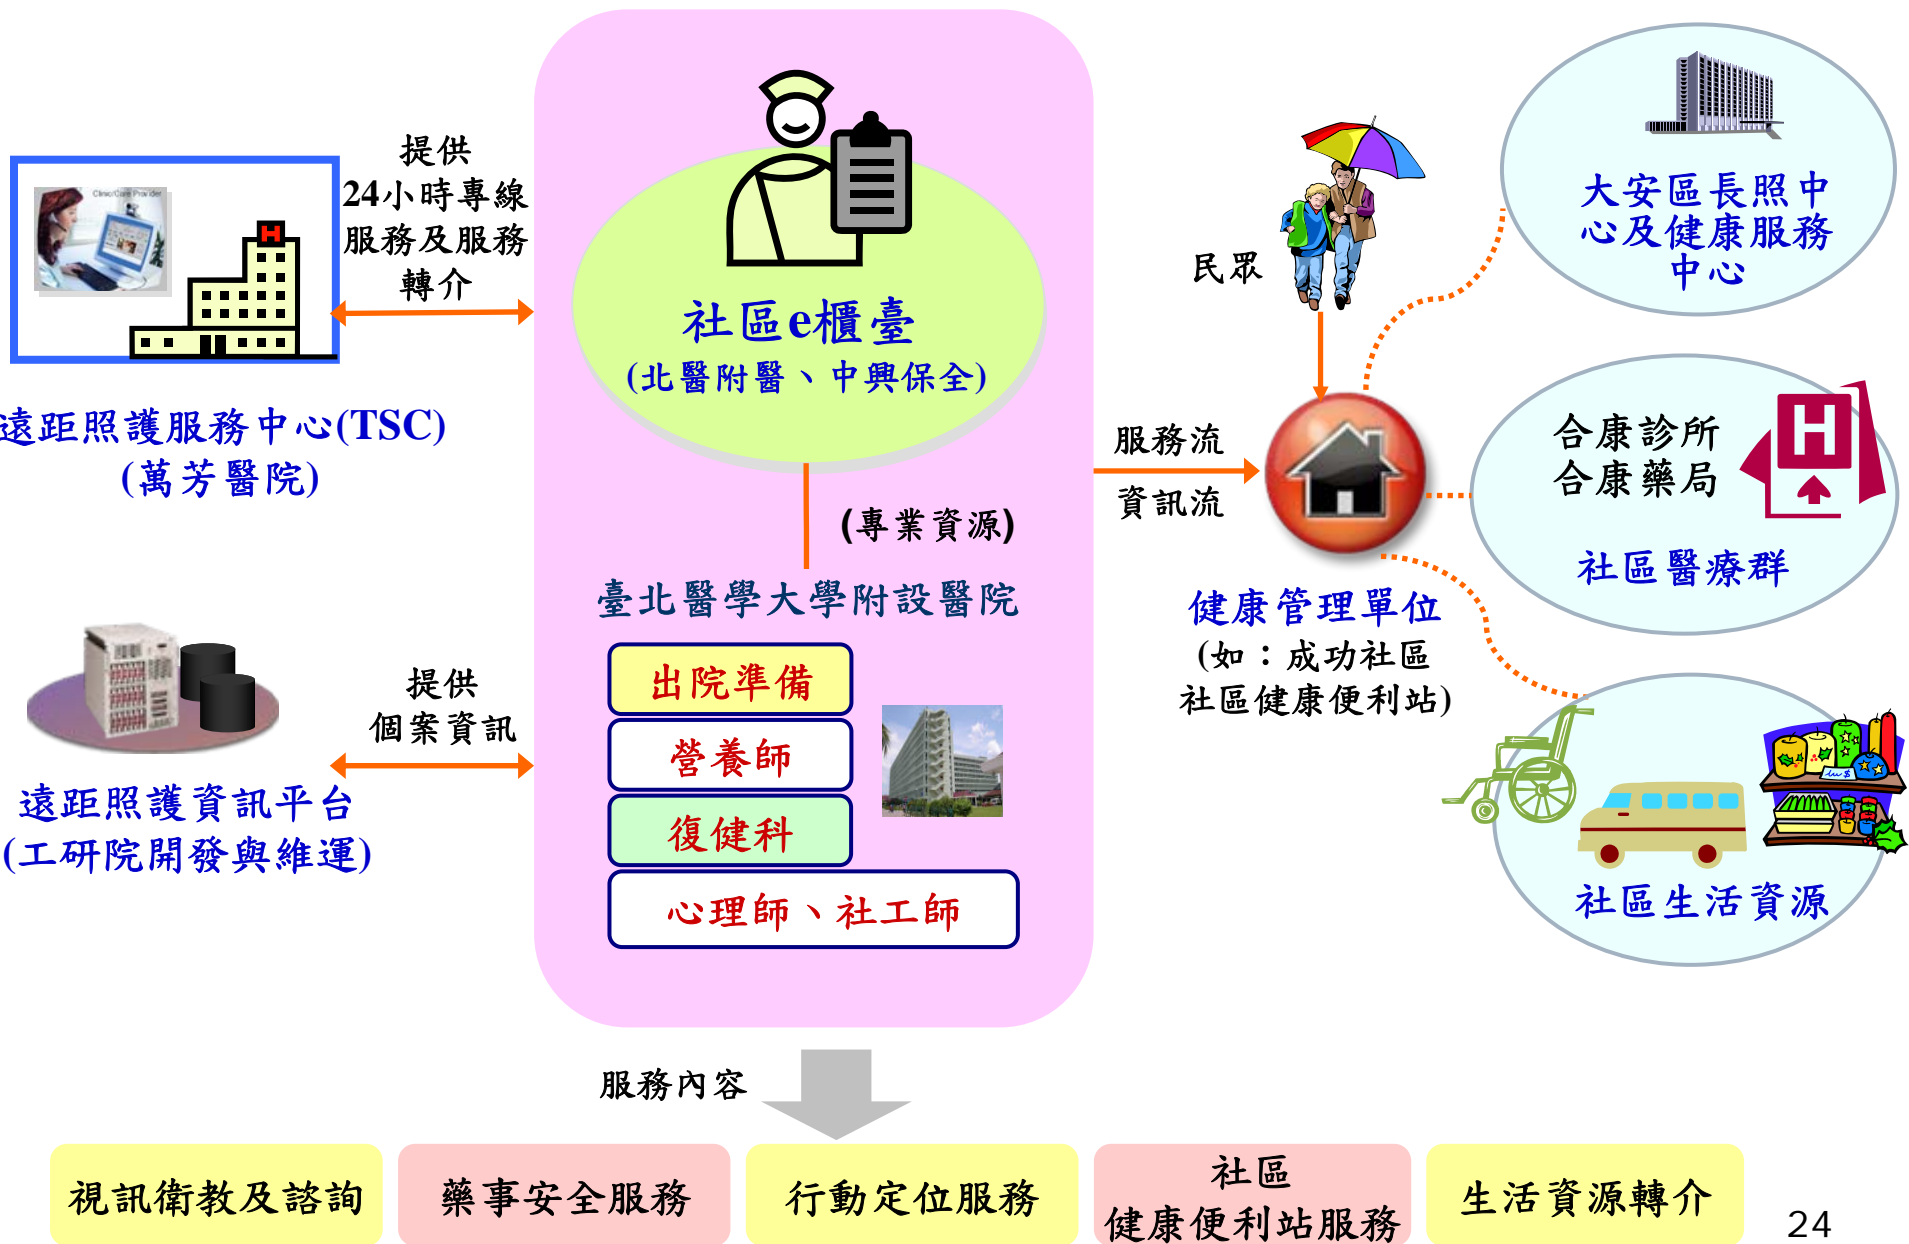 Clinic/Care Provider
H
提供
24小時專線
服務及服務
轉介
遠距照護服務中心(TSC)
(萬芳醫院)
提供
個案資訊
遠距照護資訊平台
(工研院開發與維運)
社區e櫃臺
(北醫附醫、中興保全)
(專業資源)
臺北醫學大學附設醫院
出院準備
營養師
復健科
心理師、社工師
民眾
服務流
資訊流
健康管理單位
(如：成功社區
社區健康便利站)
大安區長照中
心及健康服務
中心
合康診所
合康藥局
H
社區醫療群
社區生活資源
服務內容
視訊衛教及諮詢
藥事安全服務
行動定位服務
社區
健康便利站服務
生活資源轉介
24